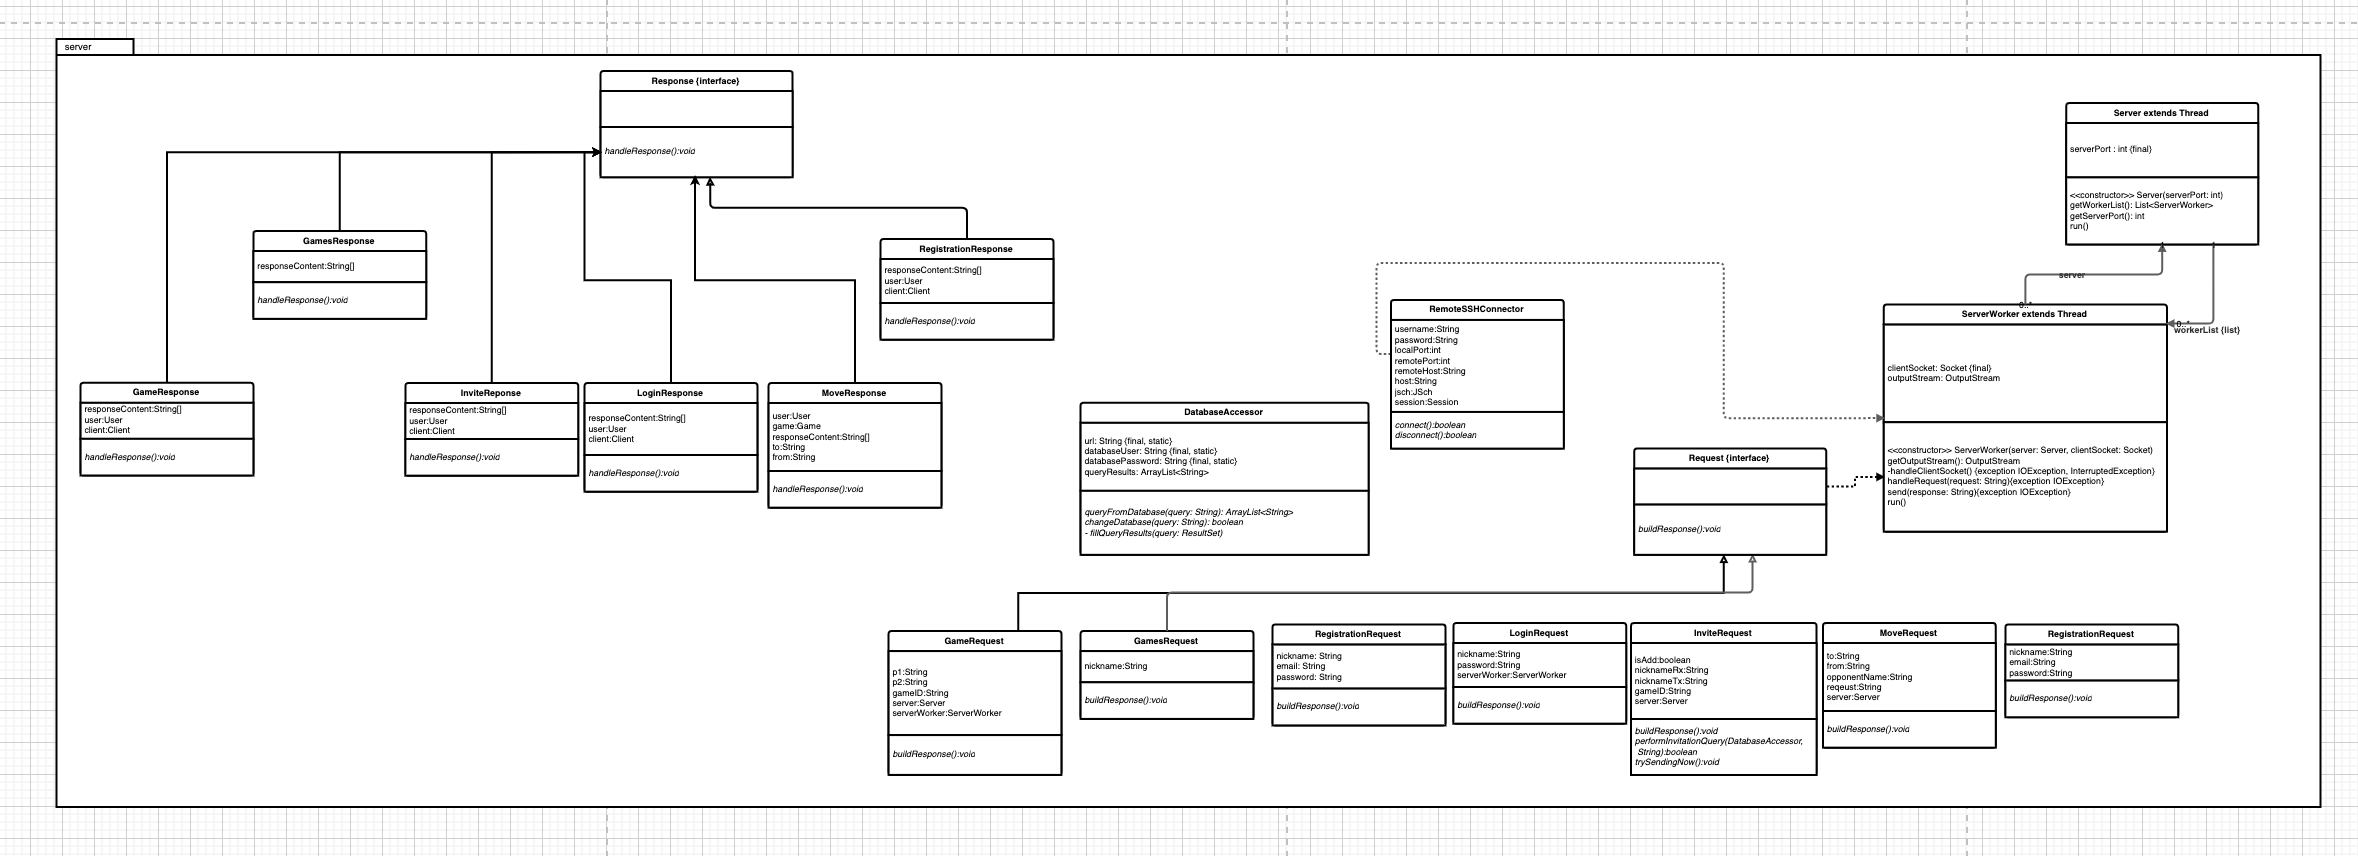 server
Response {interface}
handleResponse():void
Server extends Thread
serverPort : int {final}
<<constructor>> Server(serverPort: int)
getWorkerList(): List<ServerWorker>
getServerPort(): int
run()
GamesResponse
responseContent:String[]
handleResponse():void
RegistrationResponse
responseContent:String[]
user:User
client:Client
handleResponse():void
server
0..*
0..*
workerList {list}
RemoteSSHConnector
username:String
password:String
localPort:int
remotePort:int
remoteHost:String
host:String
jsch:JSch
session:Session
connect():boolean
disconnect():boolean
ServerWorker extends Thread
clientSocket: Socket {final}
outputStream: OutputStream
<<constructor>> ServerWorker(server: Server, clientSocket: Socket)
getOutputStream(): OutputStream
-handleClientSocket() {exception IOException, InterruptedException}
handleRequest(request: String){exception IOException}
send(response: String){exception IOException}
run()
GameResponse
responseContent:String[]
user:User
client:Client
handleResponse():void
InviteReponse
responseContent:String[]
user:User
client:Client
handleResponse():void
LoginResponse
responseContent:String[]
user:User
client:Client
handleResponse():void
MoveResponse
user:User
game:Game
responseContent:String[]
to:String
from:String
handleResponse():void
DatabaseAccessor
url: String {final, static}
databaseUser: String {final, static}
databasePassword: String {final, static}
queryResults: ArrayList<String>
queryFromDatabase(query: String): ArrayList<String>
changeDatabase(query: String): boolean
- fillQueryResults(query: ResultSet)
Request {interface}
buildResponse():void
GameRequest
p1:String
p2:String
gameID:String
server:Server
serverWorker:ServerWorker
buildResponse():void
GamesRequest
nickname:String
buildResponse():void
RegistrationRequest
nickname: String
email: String
password: String
buildResponse():void
LoginRequest
nickname:String
password:String
serverWorker:ServerWorker
buildResponse():void
InviteRequest
isAdd:boolean
nicknameRx:String
nicknameTx:String
gameID:String
server:Server
buildResponse():void
performInvitationQuery(DatabaseAccessor,
String):boolean
trySendingNow():void
MoveRequest
to:String
from:String
opponentName:String
reqeust:String
server:Server
buildResponse():void
RegistrationRequest
nickname:String
email:String
password:String
buildResponse():void